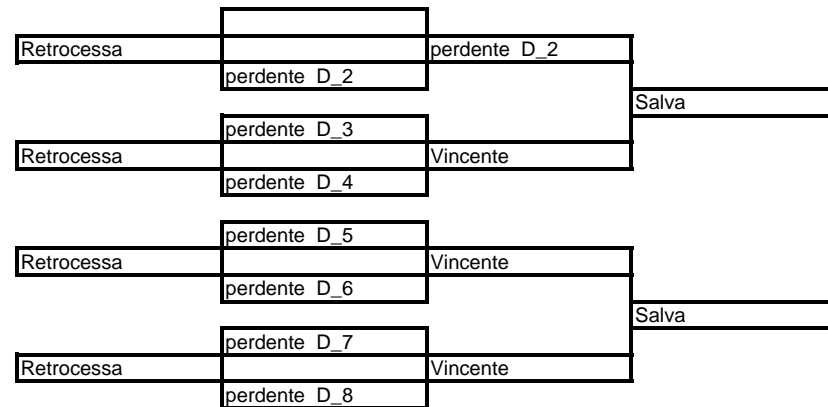 Retrocessa perdente D_2
perdente D_2
Salva
perdente D_3
Retrocessa Vincente
perdente D_4
perdente D_5
Retrocessa Vincente
perdente D_6
Salva
perdente D_7
Retrocessa Vincente
perdente D_8